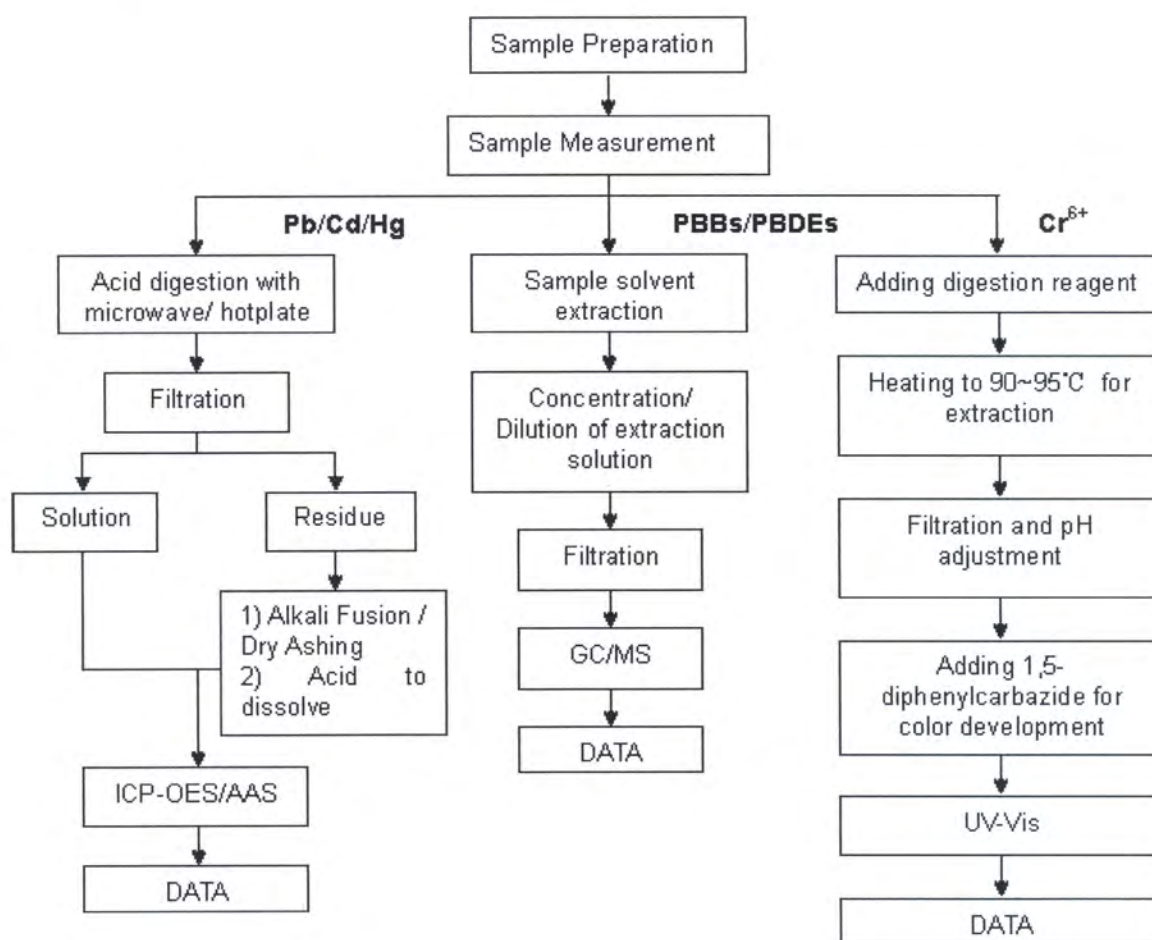 Sample Preparation
Sample Measurement
Pb/Cd/Hg
PBBs/PBDEs
Cr⁶⁺
Acid digestion with
microwave/ hotplate
Filtration
Solution
Residue
1) Alkali Fusion /
Dry Ashing
2) Acid to
dissolve
ICP-OES/AAS
DATA
Sample solvent
extraction
Concentration/
Dilution of extraction
solution
Filtration
GC/MS
DATA
Adding digestion reagent
Heating to 90~95°C for
extraction
Filtration and pH
adjustment
Adding 1,5-
diphenylcarbazide for
color development
UV-Vis
DATA